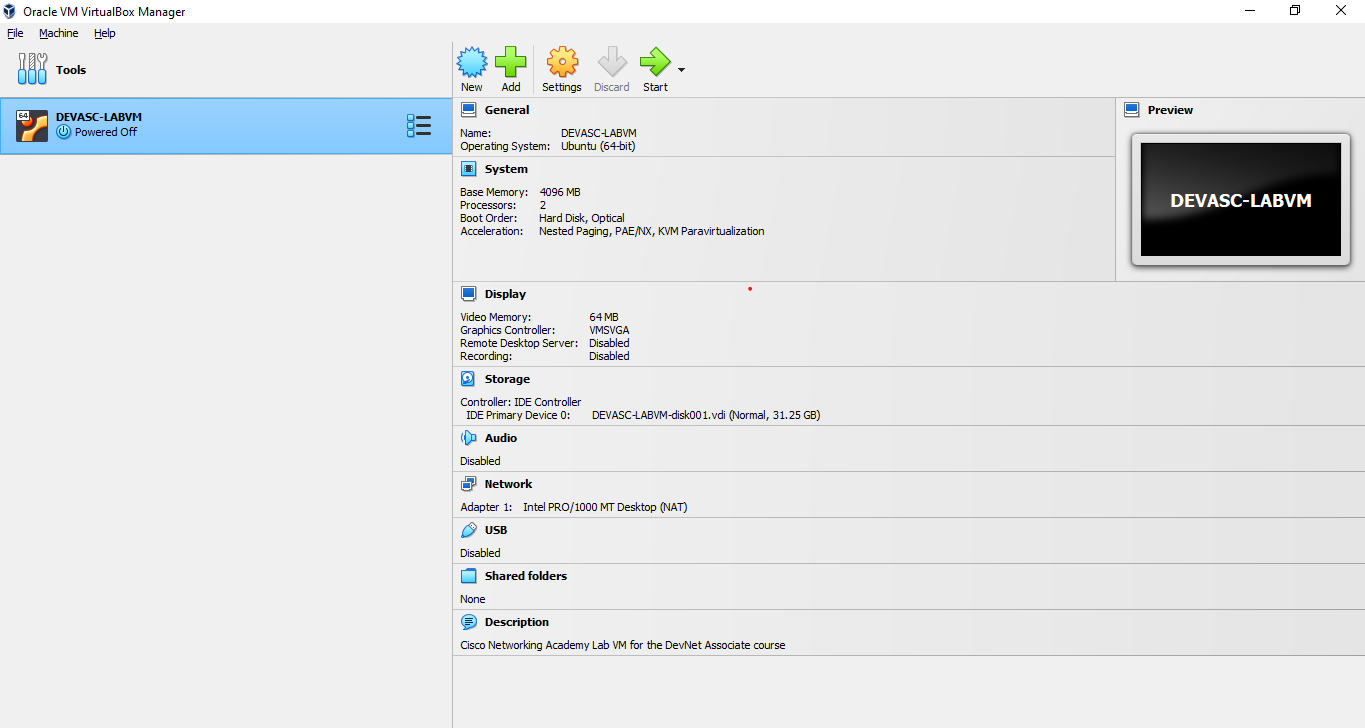 Oracle VM VirtualBox Manager
File Machine Help
Tools
New Add Settings Discard Start
64
DEVASC-LABVM
Powered Off
General
Name: DEVASC-LABVM
Operating System: Ubuntu (64-bit)
Preview
DEVASC-LABVM
System
Base Memory: 4096 MB
Processors: 2
Boot Order: Hard Disk, Optical
Acceleration: Nested Paging, PAE/NX, KVM Paravirtualization
Display
Video Memory: 64 MB
Graphics Controller: VMSVGA
Remote Desktop Server: Disabled
Recording: Disabled
Storage
Controller: IDE Controller
IDE Primary Device 0: DEVASC-LABVM-disk001.vdi (Normal, 31.25 GB)
Audio
Disabled
Network
Adapter 1: Intel PRO/1000 MT Desktop (NAT)
USB
Disabled
Shared folders
None
Description
Cisco Networking Academy Lab VM for the DevNet Associate course